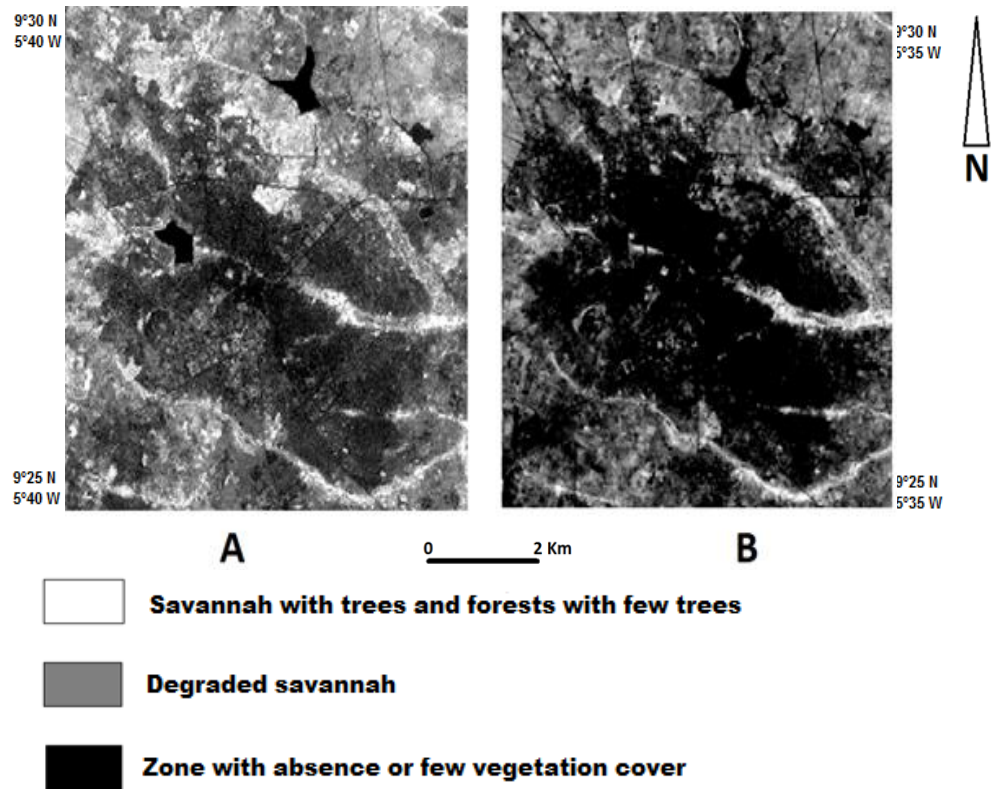 9°30 N
5°40 W
9°30 N
5°35 W
N
9°25 N
5°40 W
9°25 N
5°35 W
A
0 2 Km
B
Savannah with trees and forests with few trees
Degraded savannah
Zone with absence or few vegetation cover